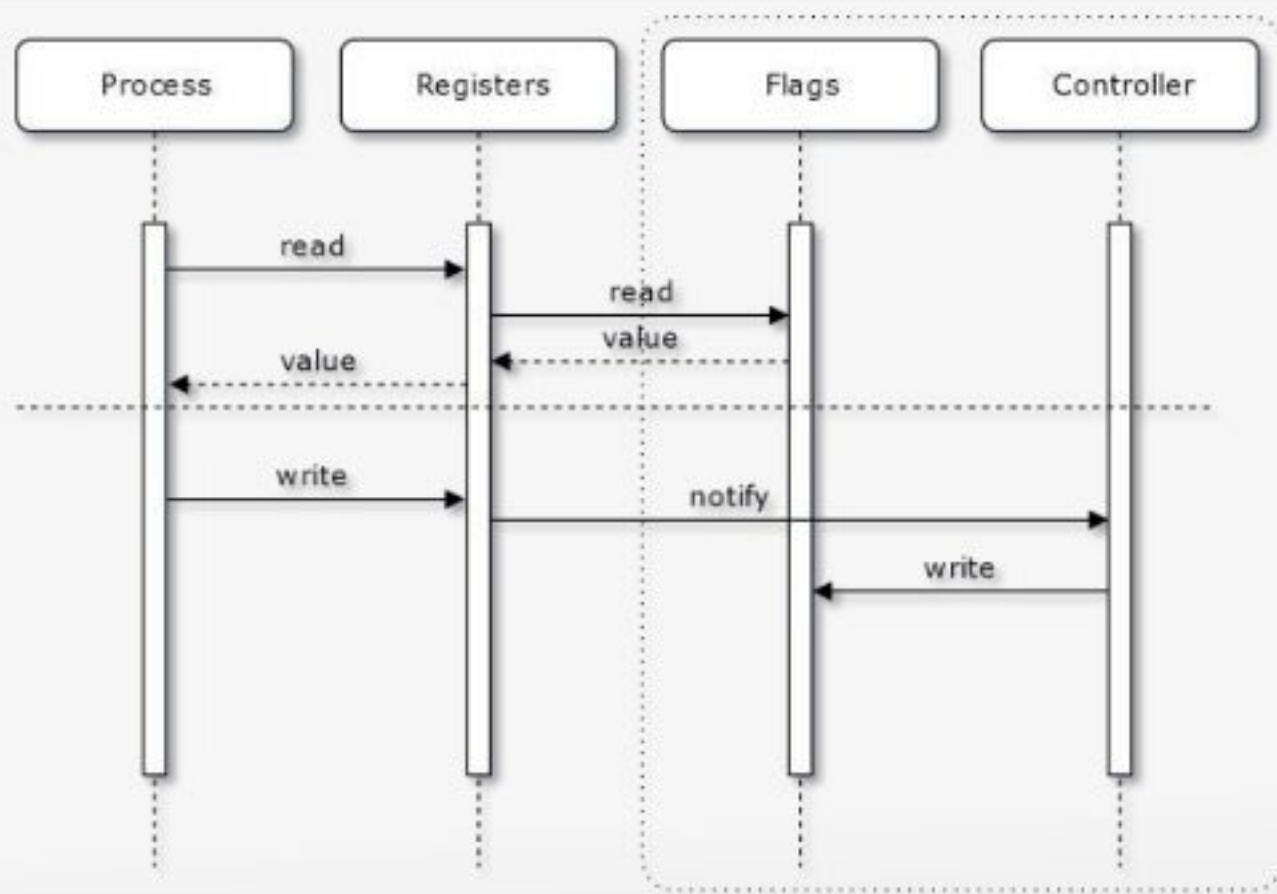 Process
Registers
Flags
Controller
read
read
value
value
write
notify
write